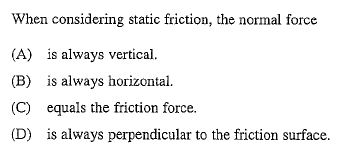 When considering static friction, the normal force
(A) is always vertical.
(B) is always horizontal.
(C) equals the friction force.
(D) is always perpendicular to the friction surface.